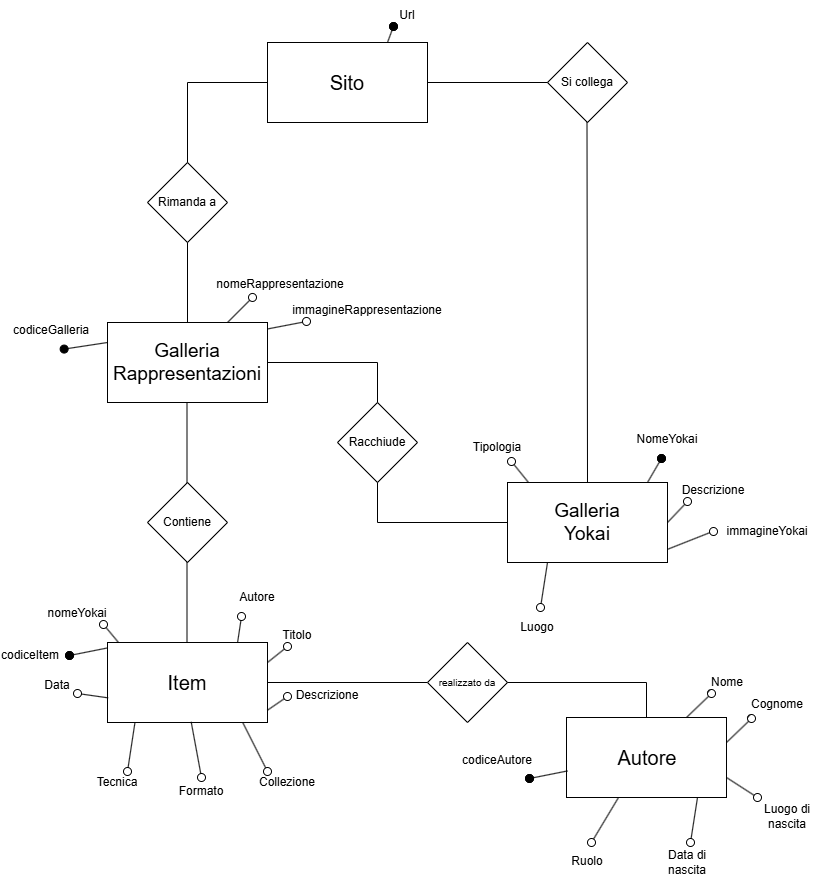 Url
Sito
Si collega
Rimanda a
nomeRappresentazione
immagineRappresentazione
codiceGalleria
Galleria
Rappresentazioni
Racchiude
Tipologia
NomeYokai
Descrizione
Galleria
Yokai
immagineYokai
Contiene
Luogo
Autore
nomeYokai
Titolo
codiceItem
Item
realizzato da
Data
Descrizione
Nome
Cognome
Tecnica
Formato
Collezione
codiceAutore
Autore
Luogo di
nascita
Ruolo
Data di
nascita